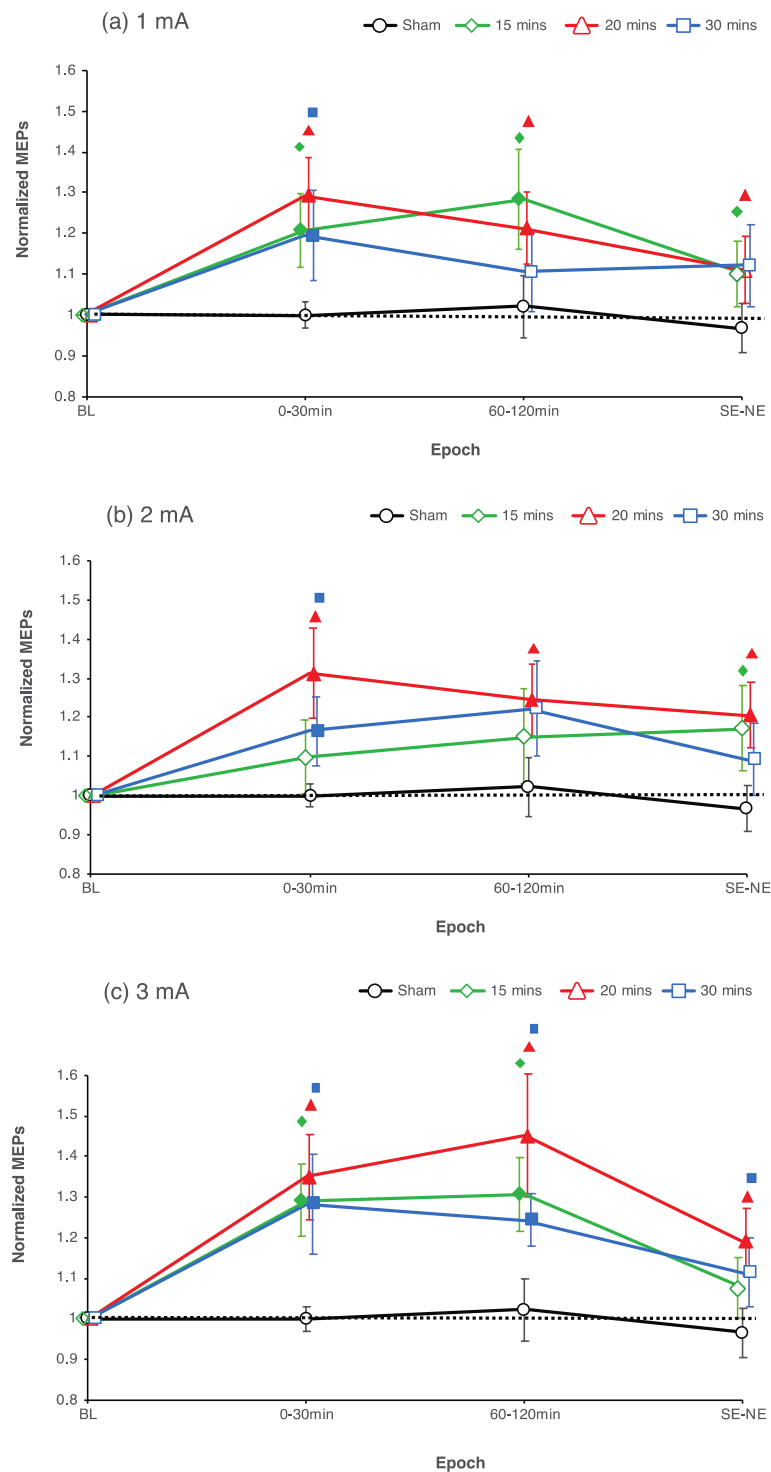 (a) 1 mA
Sham 15 mins 20 mins 30 mins
Normalized MEPs
1.6
1.5
1.4
1.3
1.2
1.1
1
0.9
0.8
BL 0-30min 60-120min SE-NE
Epoch
(b) 2 mA
Sham 15 mins 20 mins 30 mins
Normalized MEPs
1.6
1.5
1.4
1.3
1.2
1.1
1
0.9
0.8
BL 0-30min 60-120min SE-NE
Epoch
(c) 3 mA
Sham 15 mins 20 mins 30 mins
Normalized MEPs
1.6
1.5
1.4
1.3
1.2
1.1
1
0.9
0.8
BL 0-30min 60-120min SE-NE
Epoch